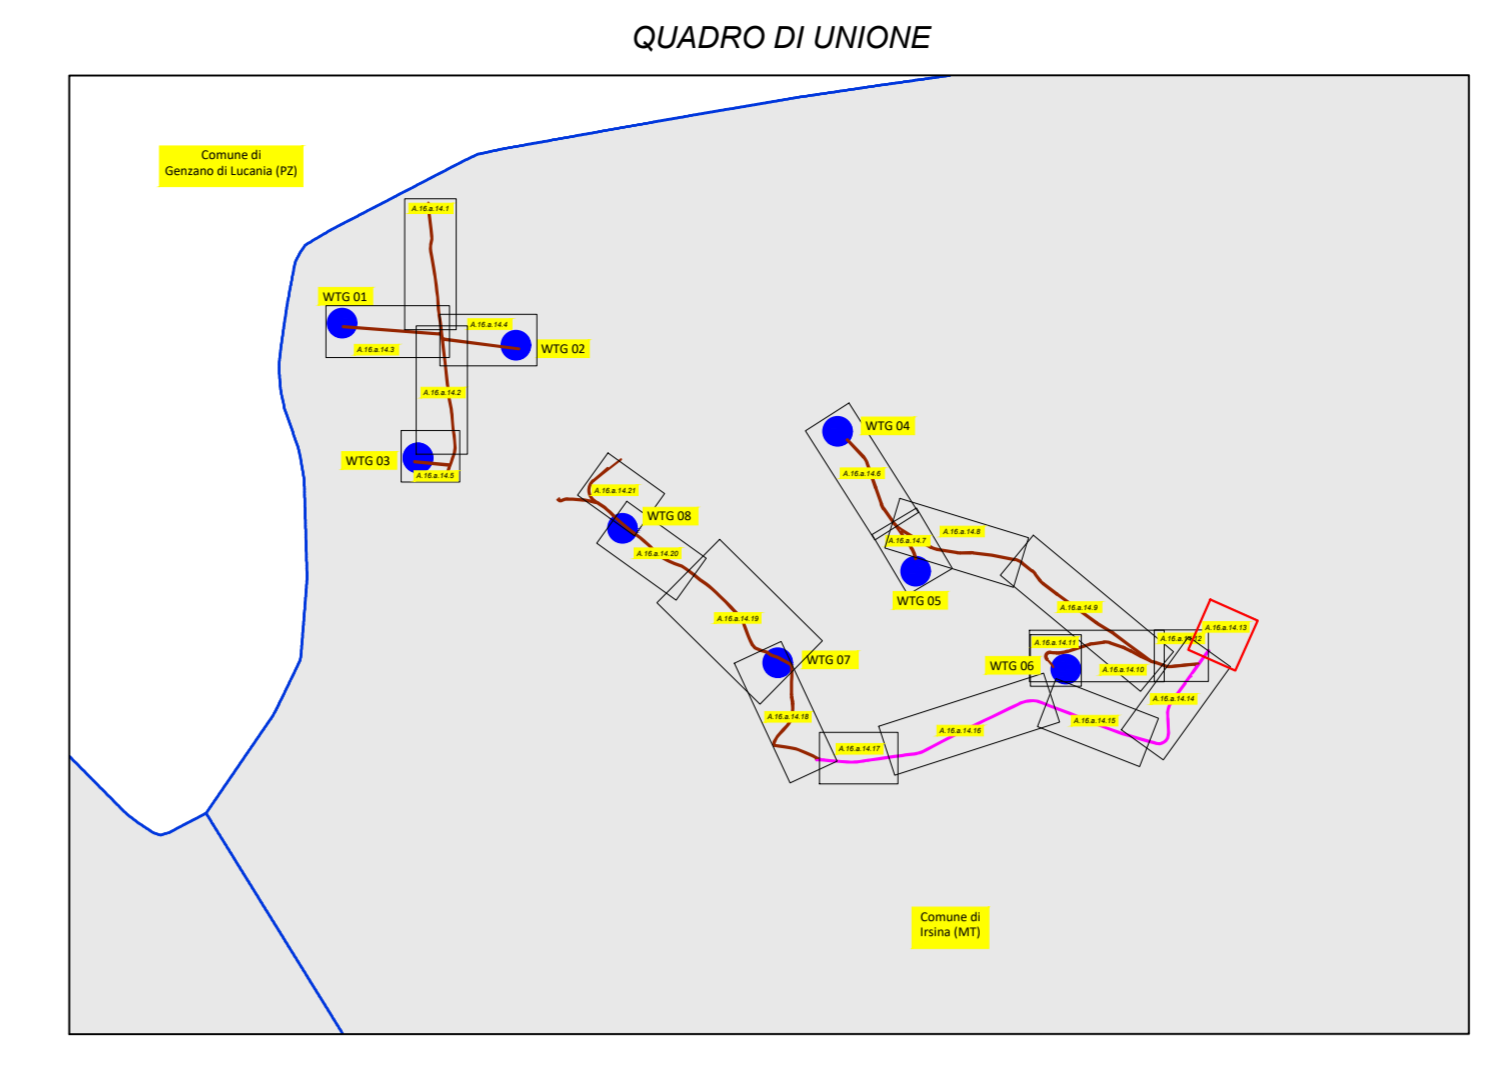 QUADRO DI UNIONE
Comune di
Genzano di Lucania (PZ)
A.16.a.14.1
WTG 01
A.16.a.14.4
A.16.a.14.3
WTG 02
A.16.a.14.2
WTG 03
A.16.a.14.5
WTG 04
A.16.a.14.6
A.16.a.14.21
WTG 08
A.16.a.14.20
A.16.a.14.8
A.16.a.14.7
WTG 05
A.16.a.14.9
A.16.a.14.19
A.16.a.14.13
A.16.a.14.12
A.16.a.14.11
WTG 07
WTG 06
A.16.a.14.10
A.16.a.14.14
A.16.a.14.18
A.16.a.14.15
A.16.a.14.16
A.16.a.14.17
Comune di
Irsina (MT)